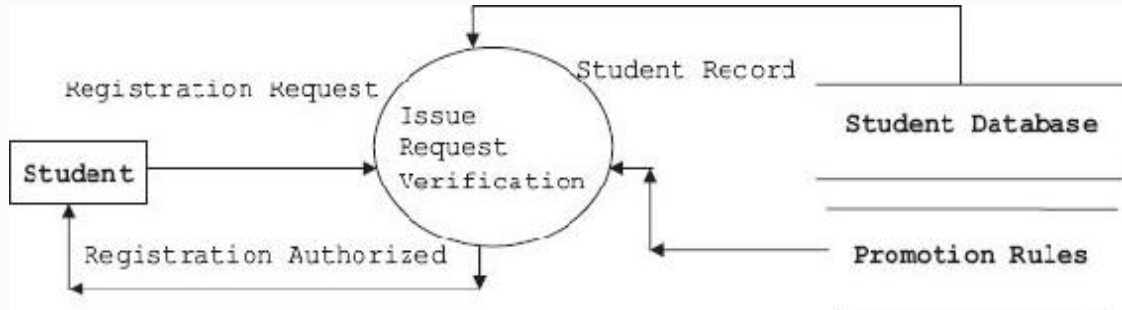 Registration Request
Student Record
Issue
Request
Verification
Student Database
Student
Registration Authorized
Promotion Rules